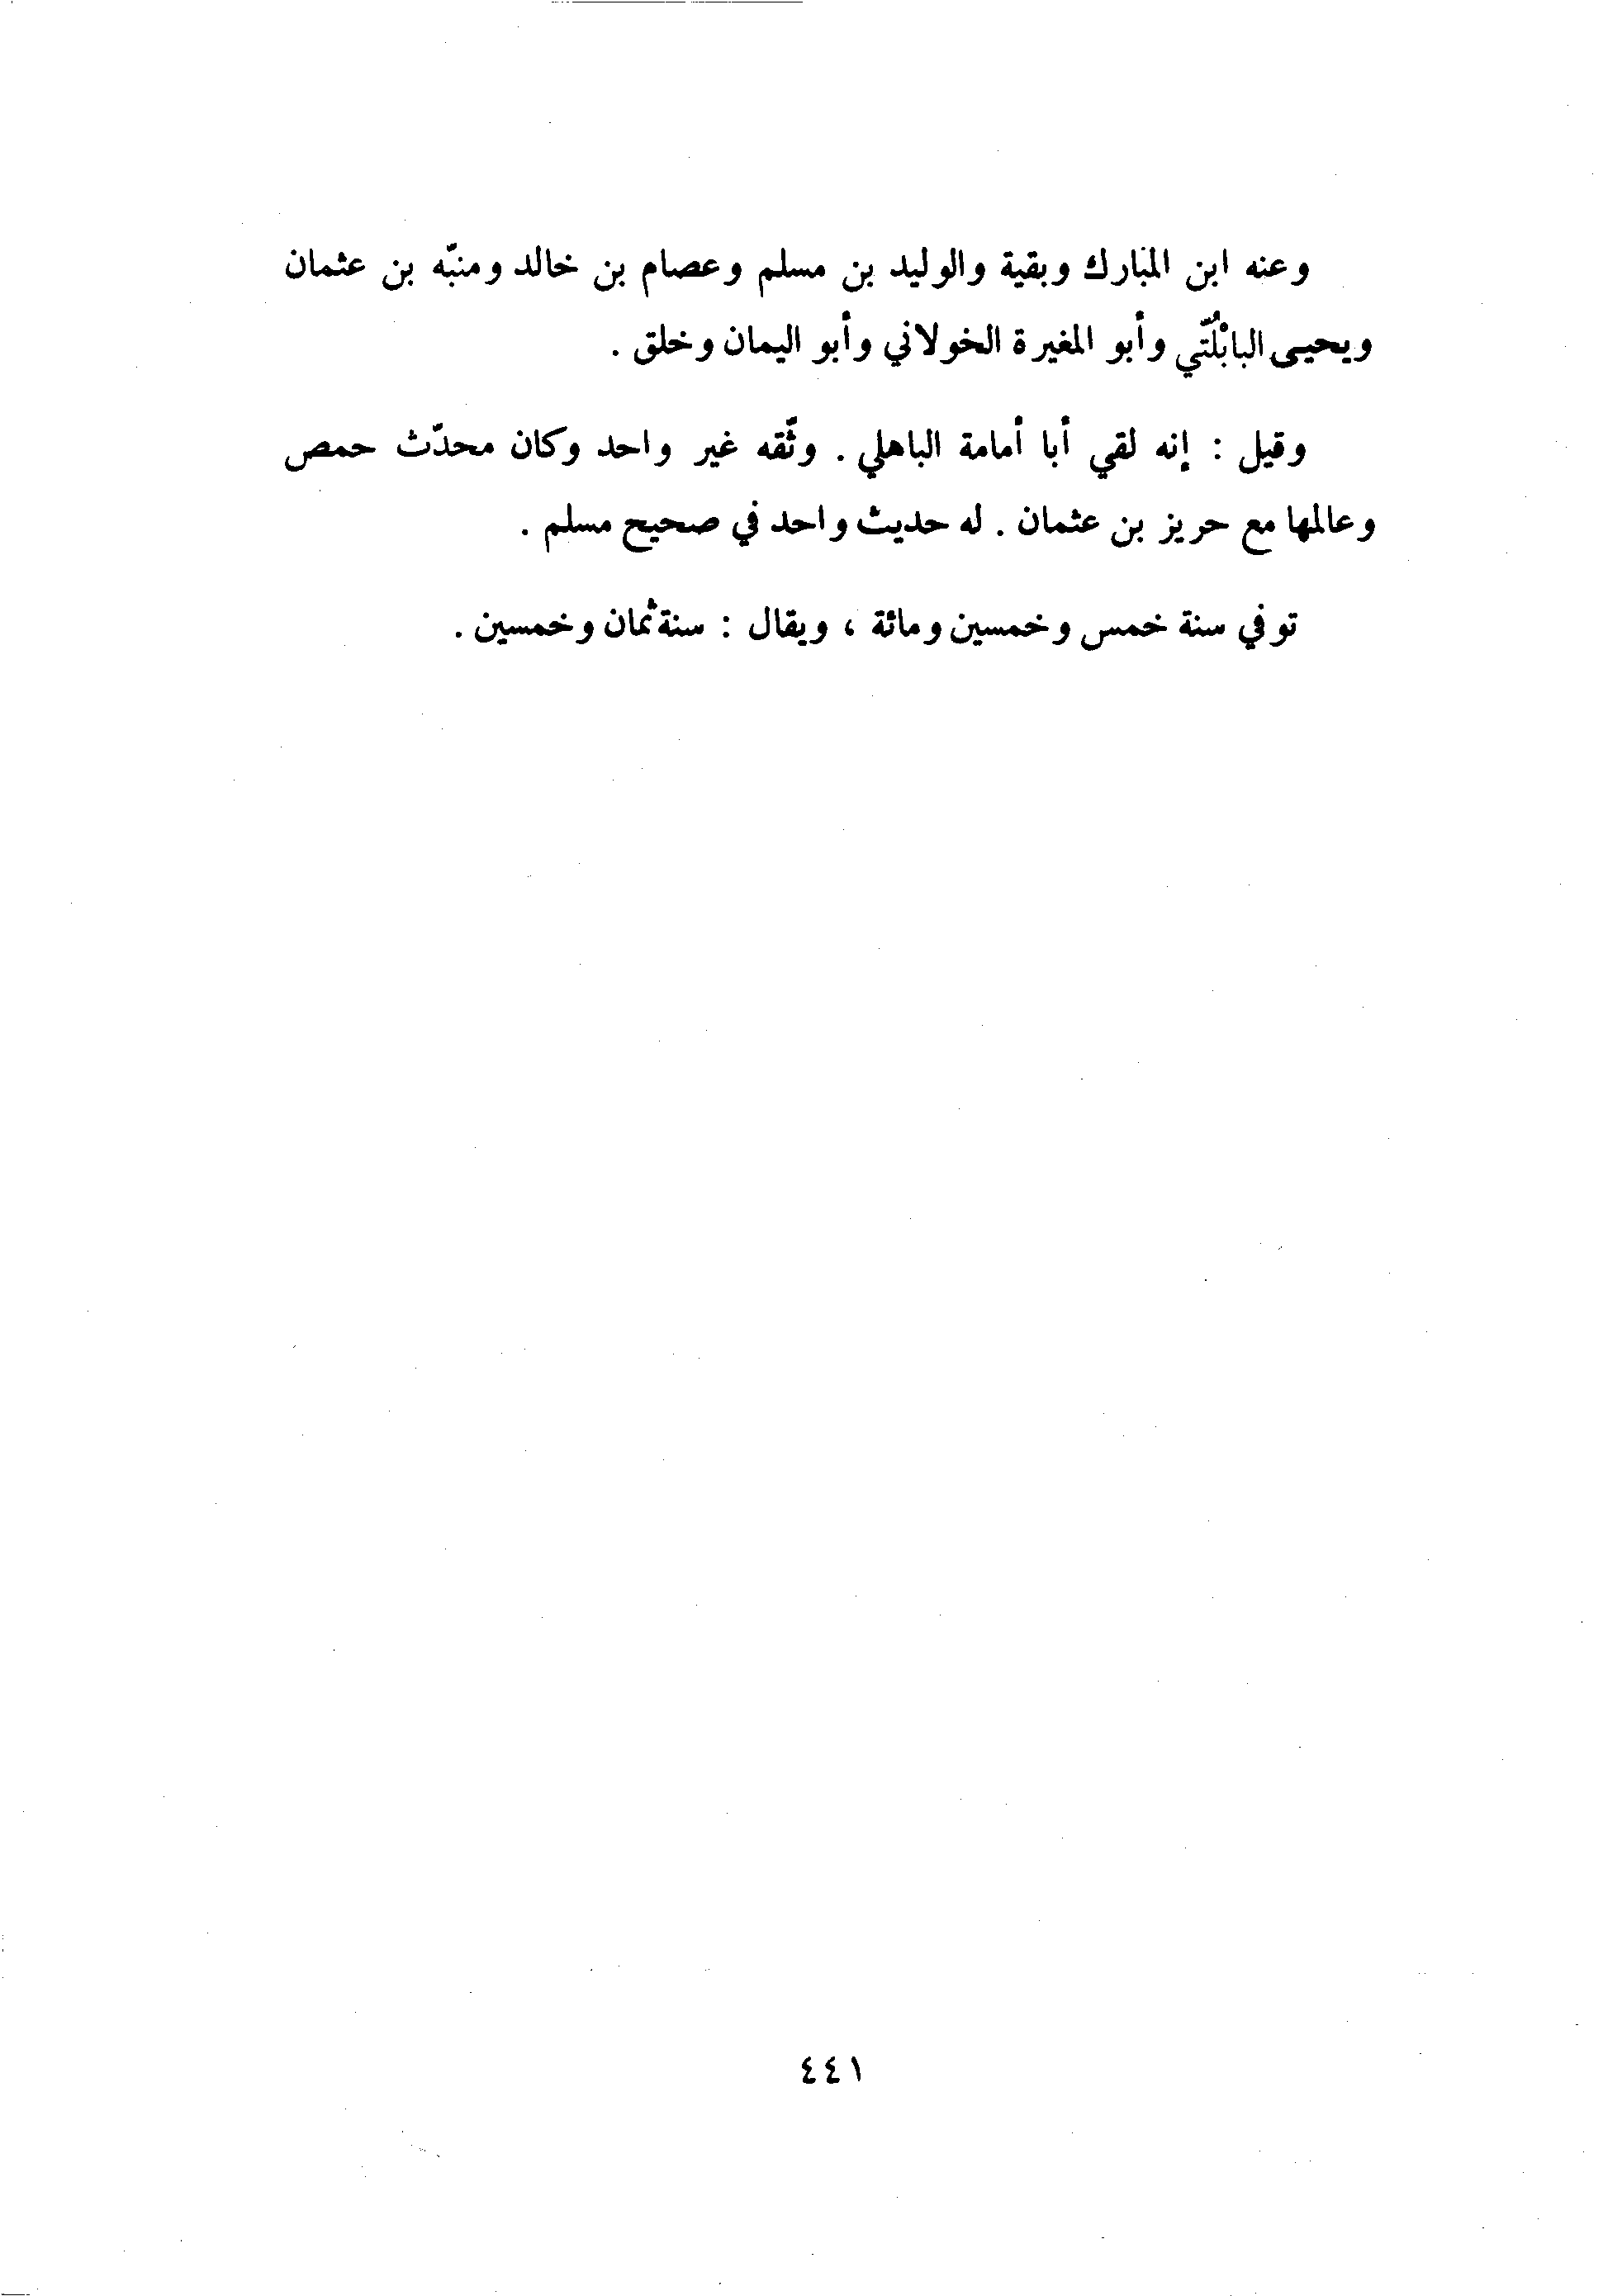 وعنه ابن المبارك وبقية والوليد بن مسلم وعصام بن خالد ومنبّه بن عثمان
ويحيى البابْلُتّي وأبو المغيرة الخولاني وأبو اليمان وخلق .
وقيل : إنه لقي أبا أمامة الباهلي . وثّقه غير واحد وكان محدّث حمص
وعالمها مع حريز بن عثمان . له حديث واحد في صحيح مسلم .
توفي سنة خمس وخمسين ومائة ، ويقال : سنة ثمان وخمسين .
٤٤١